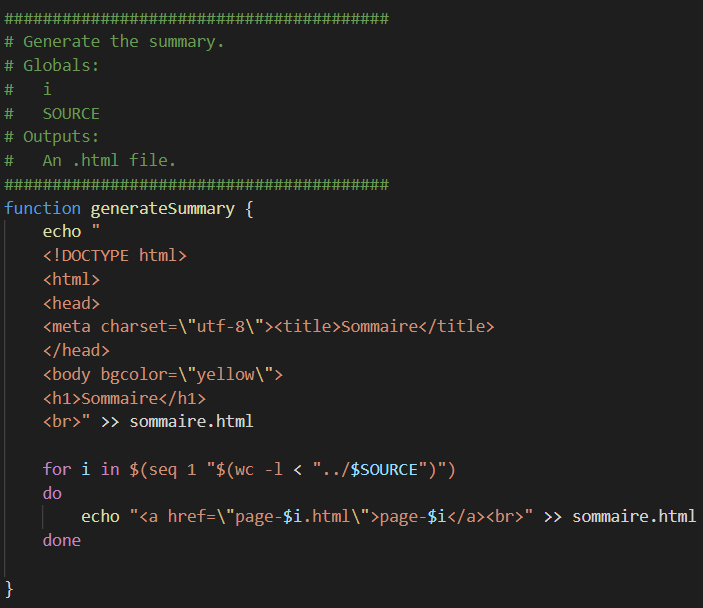 ########################################
# Generate the summary.
# Globals:
#   i
#   SOURCE
# Outputs:
#   An .html file.
########################################
function generateSummary {
    echo "
    <!DOCTYPE html>
    <html>
    <head>
    <meta charset=\"utf-8\"><title>Sommaire</title>
    </head>
    <body bgcolor=\"yellow\">
    <h1>Sommaire</h1>
    <br>" >> sommaire.html

    for i in $(seq 1 "$(wc -l < "../$SOURCE")")
    do
        echo "<a href=\"page-$i.html\">page-$i</a><br>" >> sommaire.html
    done

}